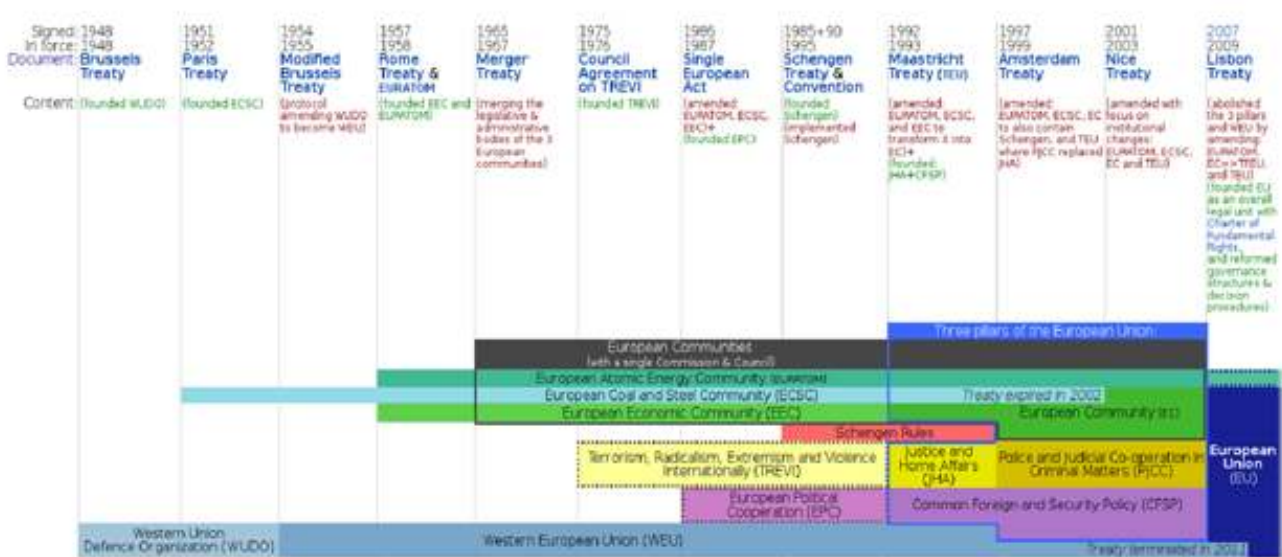 Signed: 1948 1951 1954 1957 1965 1975 1986 1985+90 1992 1997 2001 2007
In force: 1948 1952 1955 1958 1967 1976 1987 1995 1993 1999 2003 2009
Document: Brussels Treaty
Paris Treaty
Modified Brussels Treaty
Rome Treaty & EURATOM
Merger Treaty
Council Agreement on TREVI
Single European Act
Schengen Treaty & Convention
Maastricht Treaty (TEU)
Amsterdam Treaty
Nice Treaty
Lisbon Treaty
Content: (founded WUDO)
(founded ECSC)
(protocol
amending WUDO
to become WEU)
(founded EEC and
EURATOM)
(merging the
legislative &
administrative
bodies of the 3
European
communities)
(founded TREVI)
(amended:
EURATOM, ECSC,
EEC)+
(founded EPC)
(founded
Schengen)
(implemented
Schengen)
(amended:
EURATOM, ECSC,
and EEC to
transform it into
EC)+
(founded:
JHA+CFSP)
(amended:
EURATOM, ECSC, EC
to also contain
Schengen, and TEU
where PJCC replaced
JHA)
(amended with
focus on
institutional
changes:
EURATOM, ECSC,
EC and TEU)
(abolished
the 3 pillars
and WEU by
amending:
EURATOM,
EC=>TFEU,
and TEU)
(founded EU
as an overall
legal unit with
Charter of
Fundamental
Rights,
and reformed
governance
structures &
decision
procedures)
Three pillars of the European Union:
European Communities
(with a single Commission & Council)
European Atomic Energy Community (EURATOM)
European Coal and Steel Community (ECSC)
Treaty expired in 2002
European Economic Community (EEC)
European Community (EC)
Schengen Rules
Terrorism, Radicalism, Extremism and Violence
Internationally (TREVI)
Justice and
Home Affairs
(JHA)
Police and Judicial Co-operation in
Criminal Matters (PJCC)
European
Union
(EU)
European Political
Cooperation (EPC)
Common Foreign and Security Policy (CFSP)
Western Union
Defence Organization (WUDO)
Western European Union (WEU)
Treaty terminated in